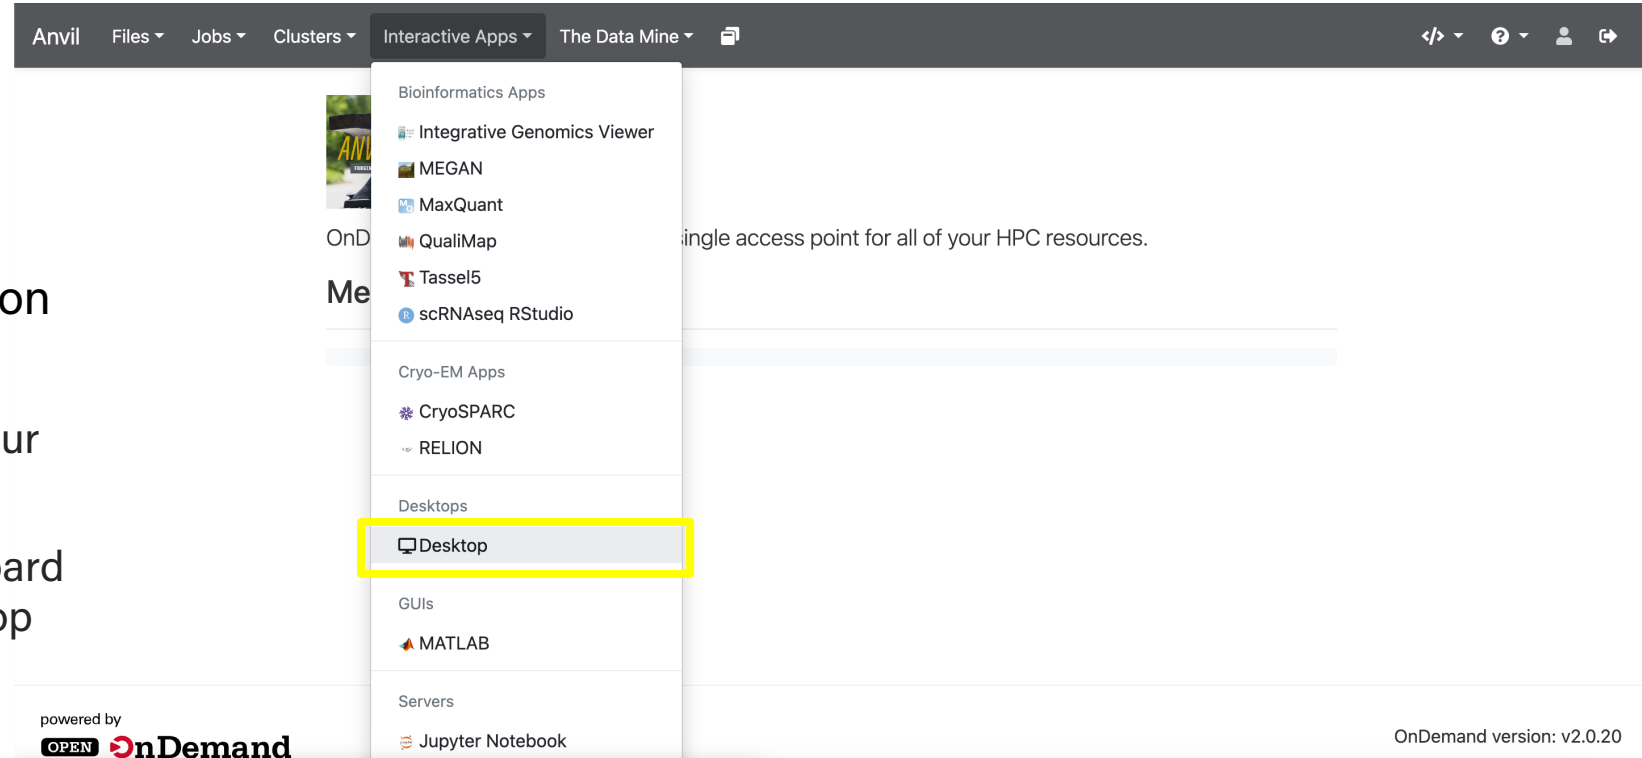 Anvil Files Jobs Clusters Interactive Apps The Data Mine
Bioinformatics Apps
Integrative Genomics Viewer
MEGAN
MaxQuant
QualiMap
Tassel5
scRNAseq RStudio
OnD ingle access point for all of your HPC resources.
Me
on
Cryo-EM Apps
CryoSPARC
RELION
ur
Desktops
Desktop
ard
op
GUIs
MATLAB
Servers
Jupyter Notebook
powered by
OPEN OnDemand
OnDemand version: v2.0.20